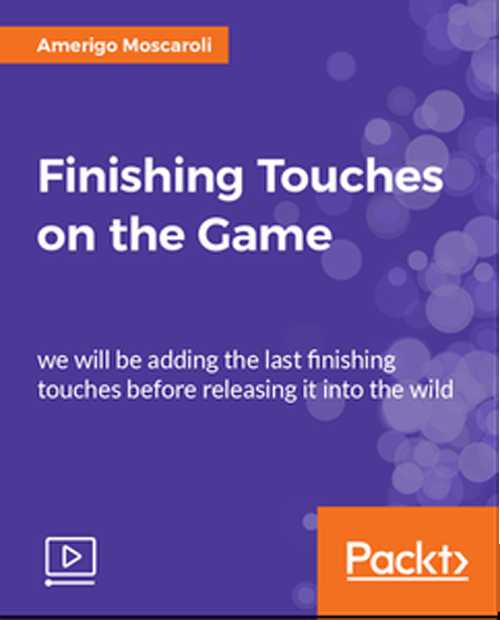 Amerigo Moscaroli
Finishing Touches
on the Game
we will be adding the last finishing
touches before releasing it into the wild
Packt>